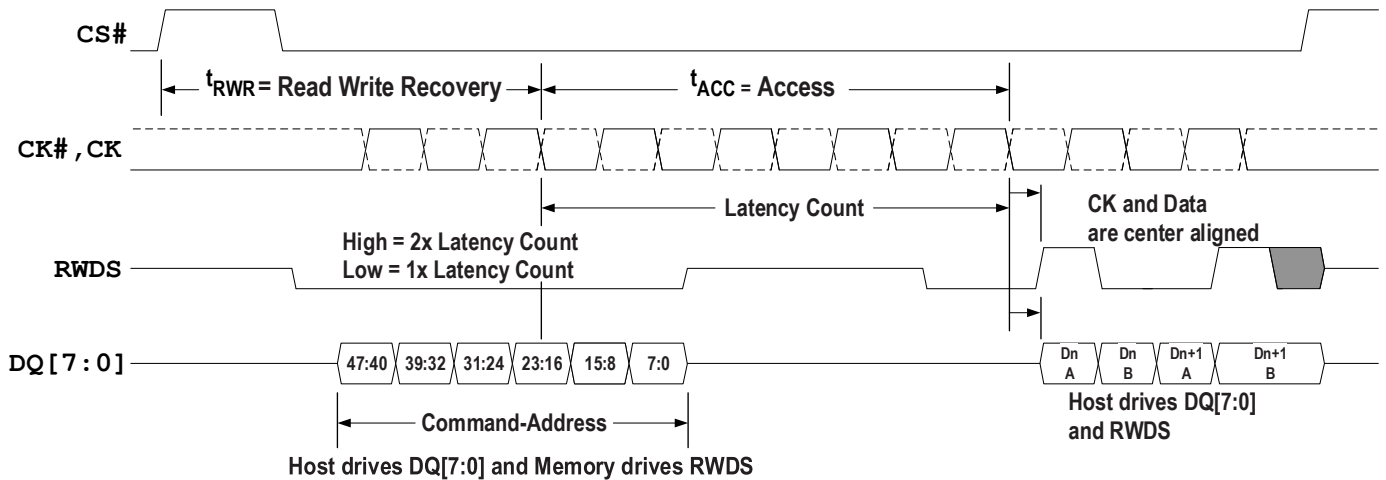 CS#
tRWR = Read Write Recovery
tACC = Access
CK#,CK
Latency Count
CK and Data
are center aligned
High = 2x Latency Count
Low = 1x Latency Count
RWDS
DQ[7:0]
47:40 39:32 31:24 23:16 15:8 7:0
Dn Dn Dn+1 Dn+1
A B A B
Host drives DQ[7:0]
and RWDS
Command-Address
Host drives DQ[7:0] and Memory drives RWDS